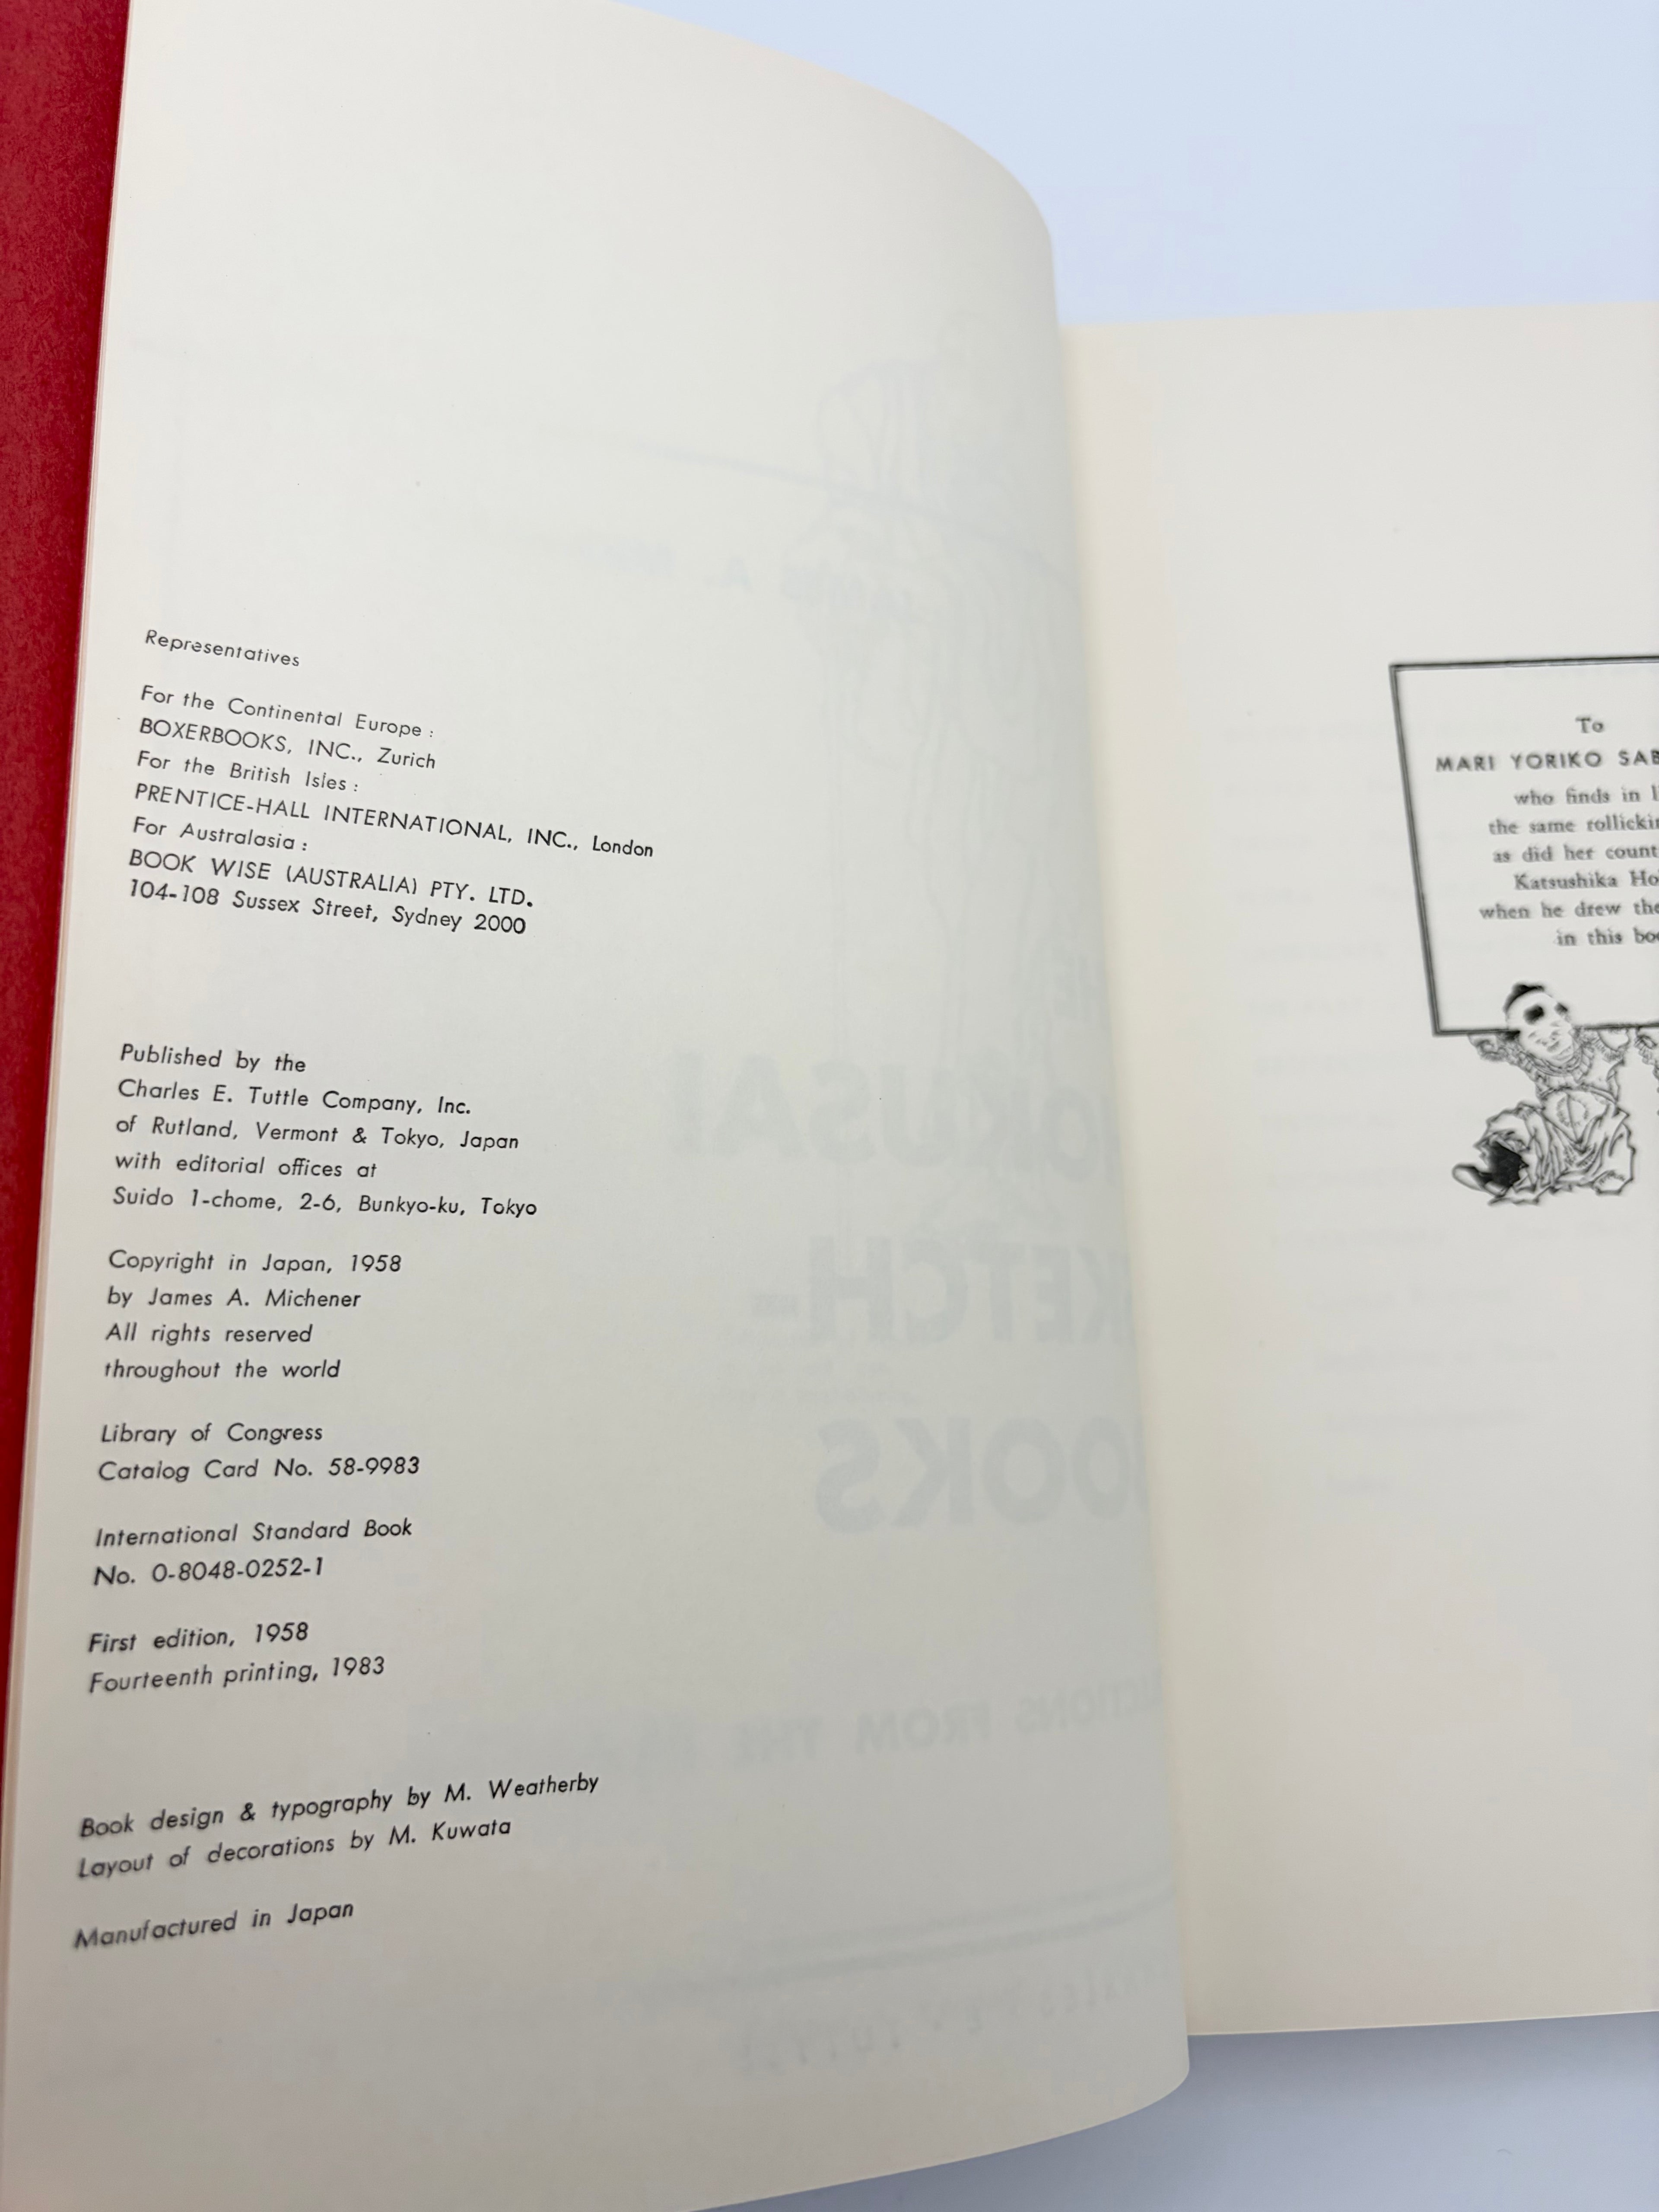 Representatives
For the Continental Europe :
BOXERBOOKS, INC., Zurich
For the British Isles :
PRENTICE-HALL INTERNATIONAL, INC., London
For Australasia :
BOOK WISE (AUSTRALIA) PTY. LTD.
104-108 Sussex Street, Sydney 2000
Published by the
Charles E. Tuttle Company, Inc.
of Rutland, Vermont & Tokyo, Japan
with editorial offices at
Suido 1-chome, 2-6, Bunkyo-ku, Tokyo
Copyright in Japan, 1958
by James A. Michener
All rights reserved
throughout the world
Library of Congress
Catalog Card No. 58-9983
International Standard Book
No. 0-8048-0252-1
First edition, 1958
Fourteenth printing, 1983
Book design & typography by M. Weatherby
Layout of decorations by M. Kuwata
Manufactured in Japan
To
MARI YORIKO
who finds in
the same
as did her
Katsushika
when he drew
in this